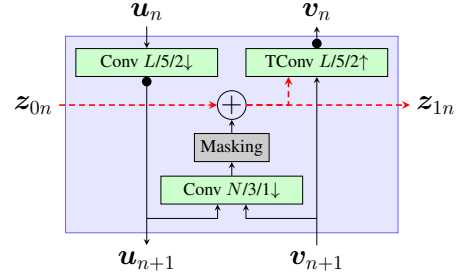 u_n v_n
Conv L/5/2↓ TConv L/5/2↑
z_{0n} + z_{1n}
Masking
Conv N/3/1↓
u_{n+1} v_{n+1}